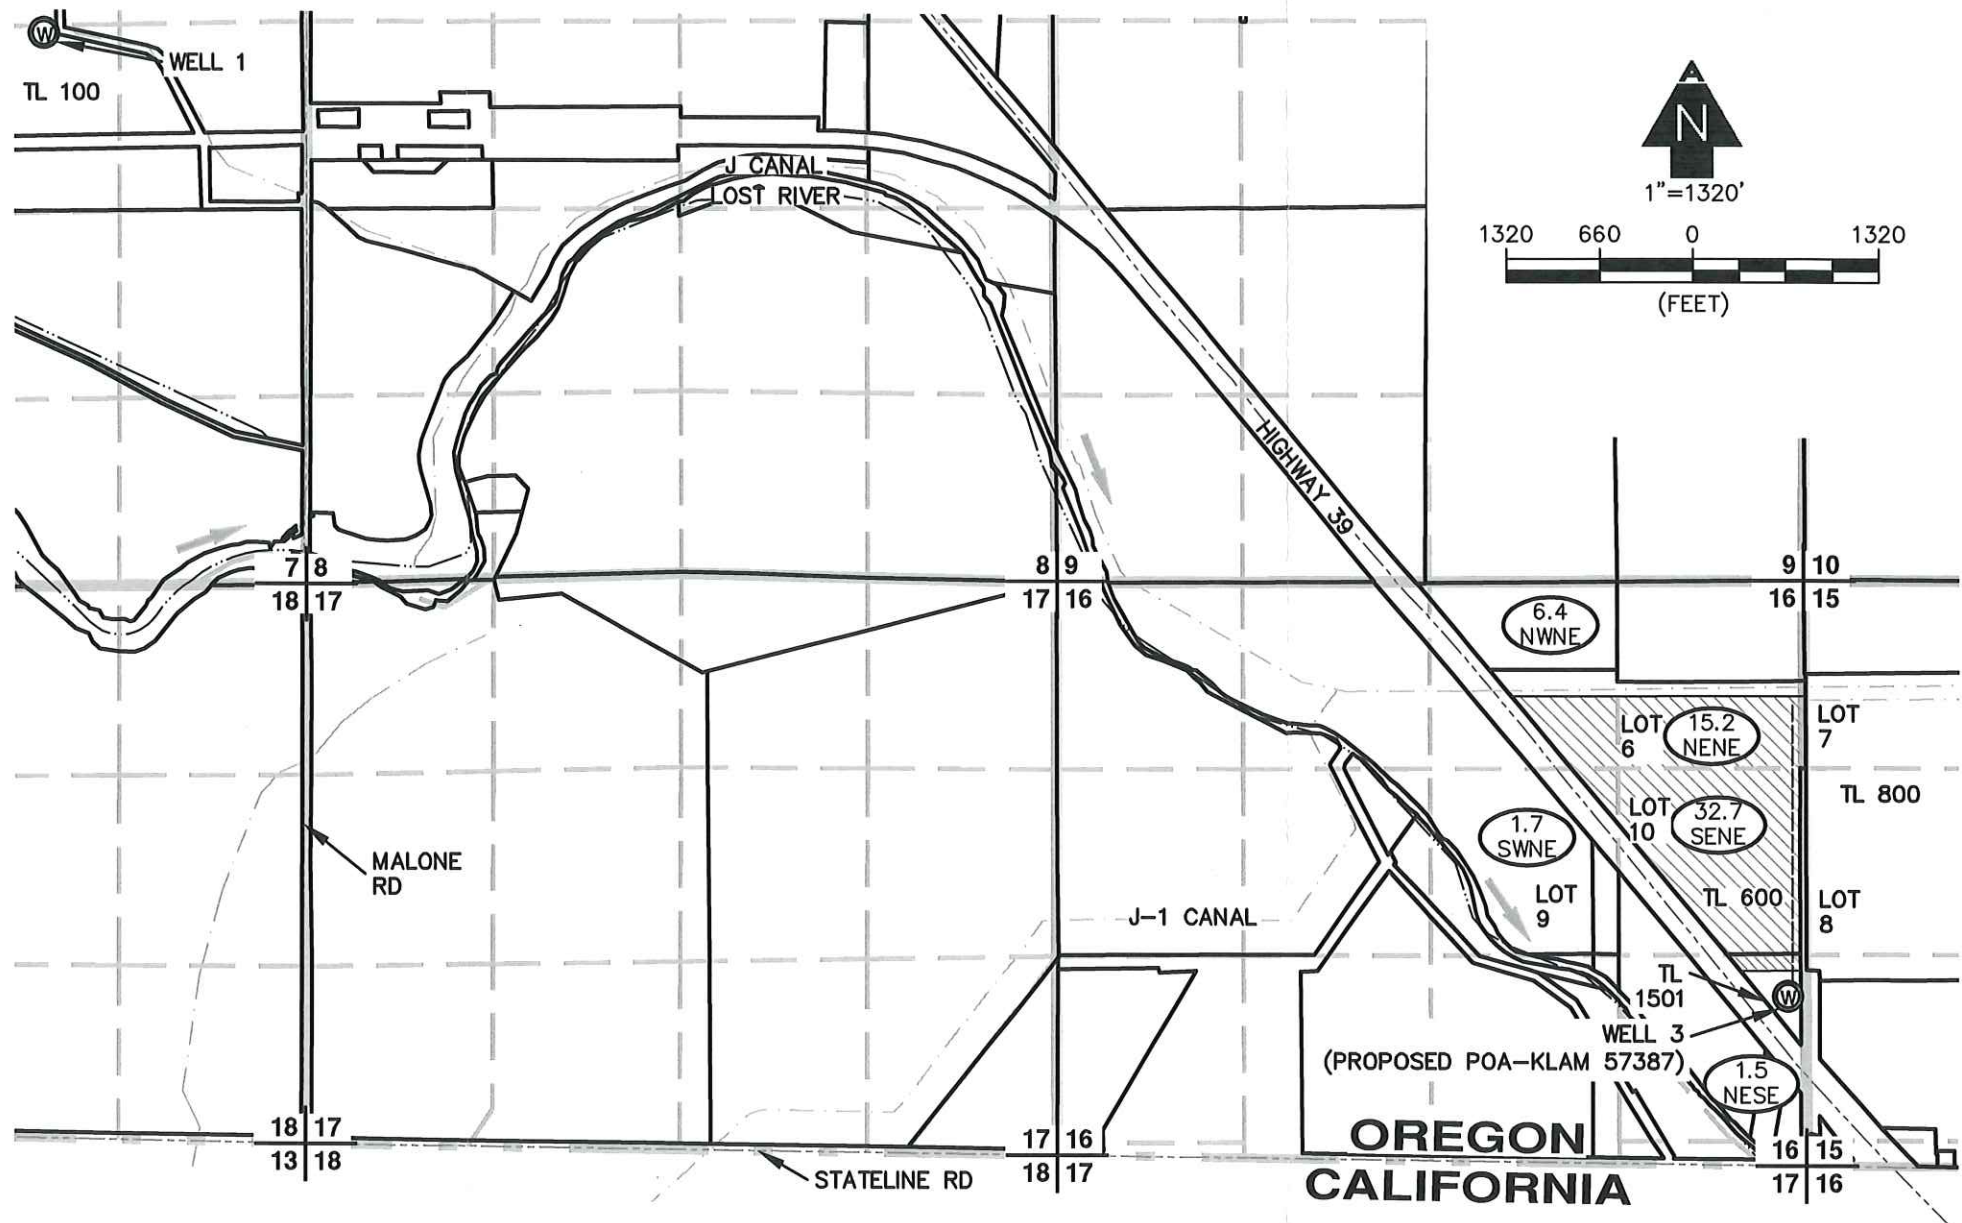 W
WELL 1
TL 100
A
N
1"=1320'
1320 660 0 1320
(FEET)
J CANAL
LOST RIVER
HIGHWAY 39
7 8
18 17
8 9
17 16
9 10
16 15
6.4
NWNE
LOT
6
15.2
NENE
LOT
7
TL 800
LOT
10
32.7
SENE
1.7
SWNE
MALONE
RD
LOT
9
TL 600
LOT
8
J-1 CANAL
TL
1501
W
WELL 3
(PROPOSED POA-KLAM 57387)
1.5
NESE
18 17
13 18
17 16
18 17
16 15
17 16
STATELINE RD
OREGON
CALIFORNIA